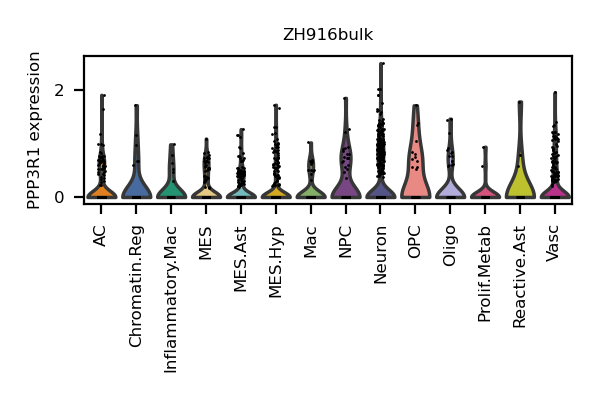 ZH916bulk
PPP3R1 expression
2
0
AC
Chromatin.Reg
Inflammatory.Mac
MES
MES.Ast
MES.Hyp
Mac
NPC
Neuron
OPC
Oligo
Prolif.Metab
Reactive.Ast
Vasc